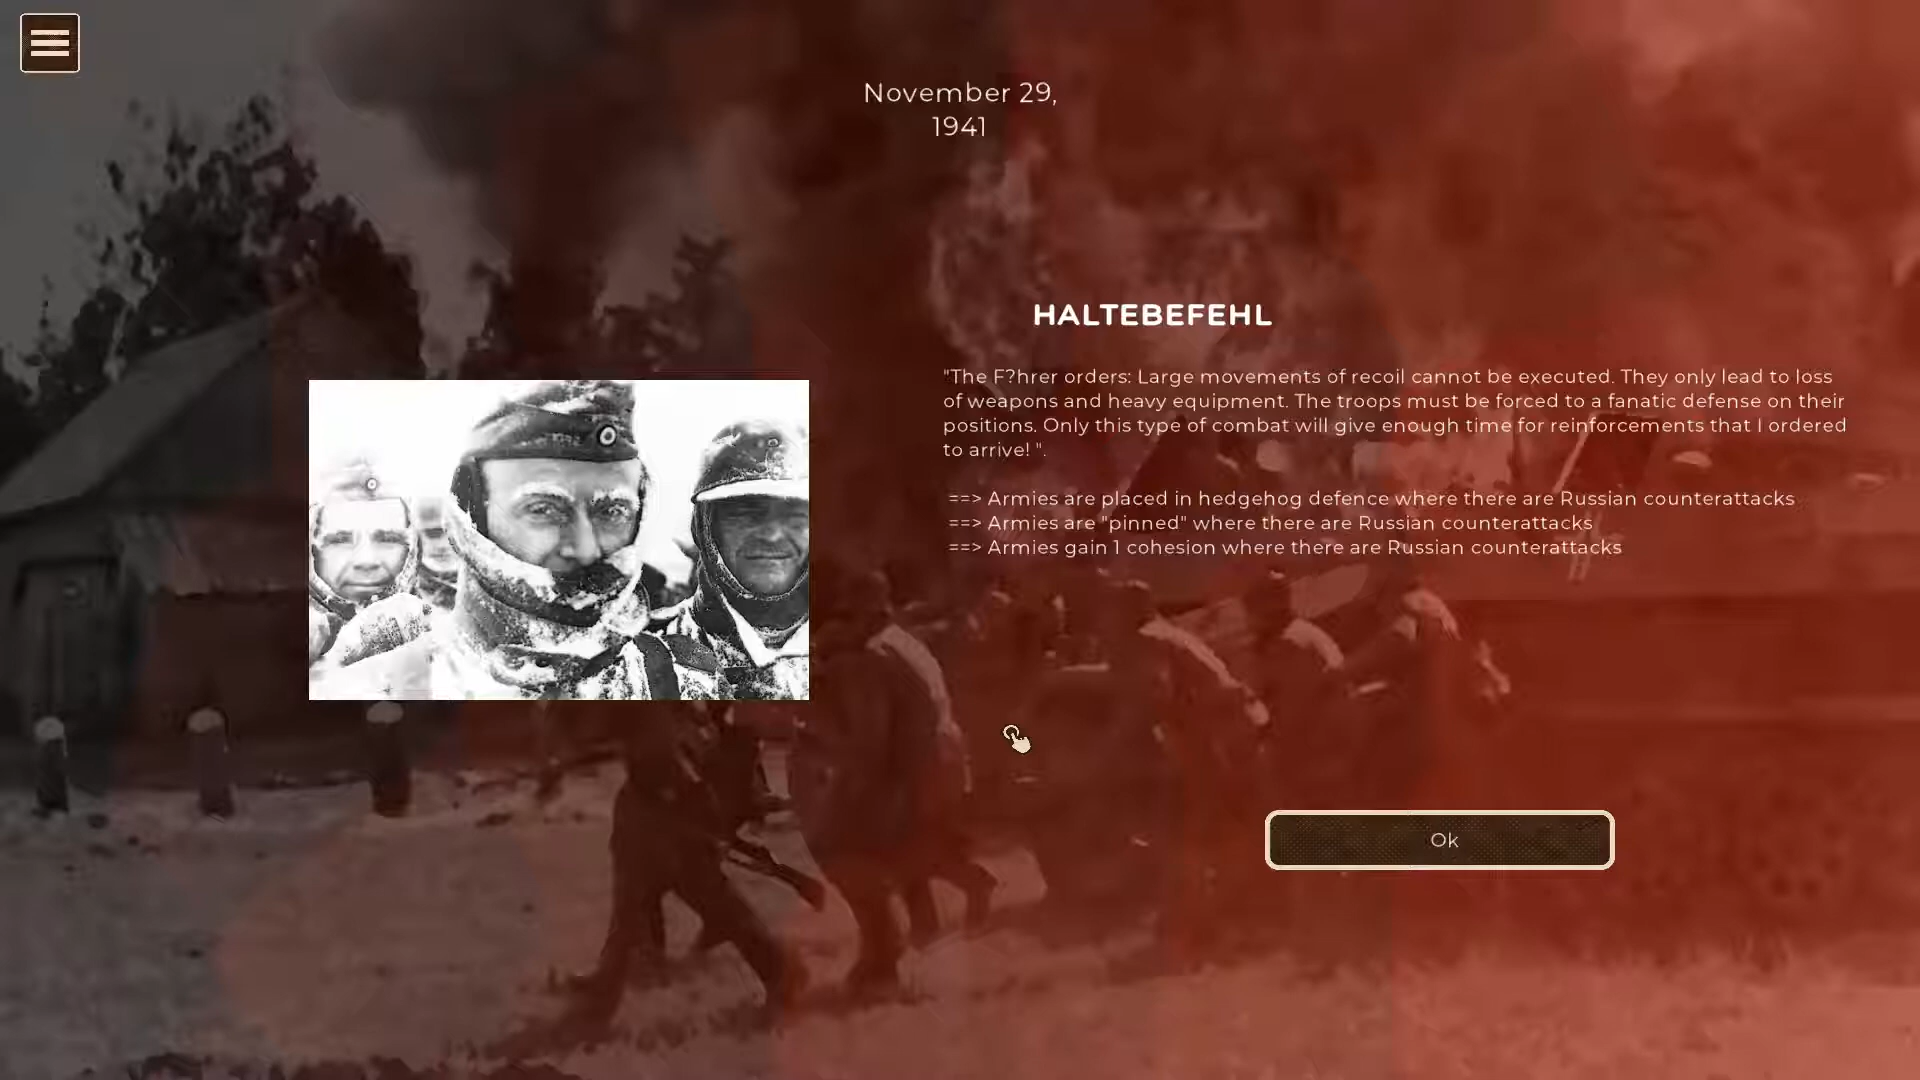 November 29,
1941
HALTEBEFEHL
"The F?hrer orders: Large movements of recoil cannot be executed. They only lead to loss
of weapons and heavy equipment. The troops must be forced to a fanatic defense on their
positions. Only this type of combat will give enough time for reinforcements that I ordered
to arrive! ".
==> Armies are placed in hedgehog defence where there are Russian counterattacks
==> Armies are "pinned" where there are Russian counterattacks
==> Armies gain 1 cohesion where there are Russian counterattacks
Ok